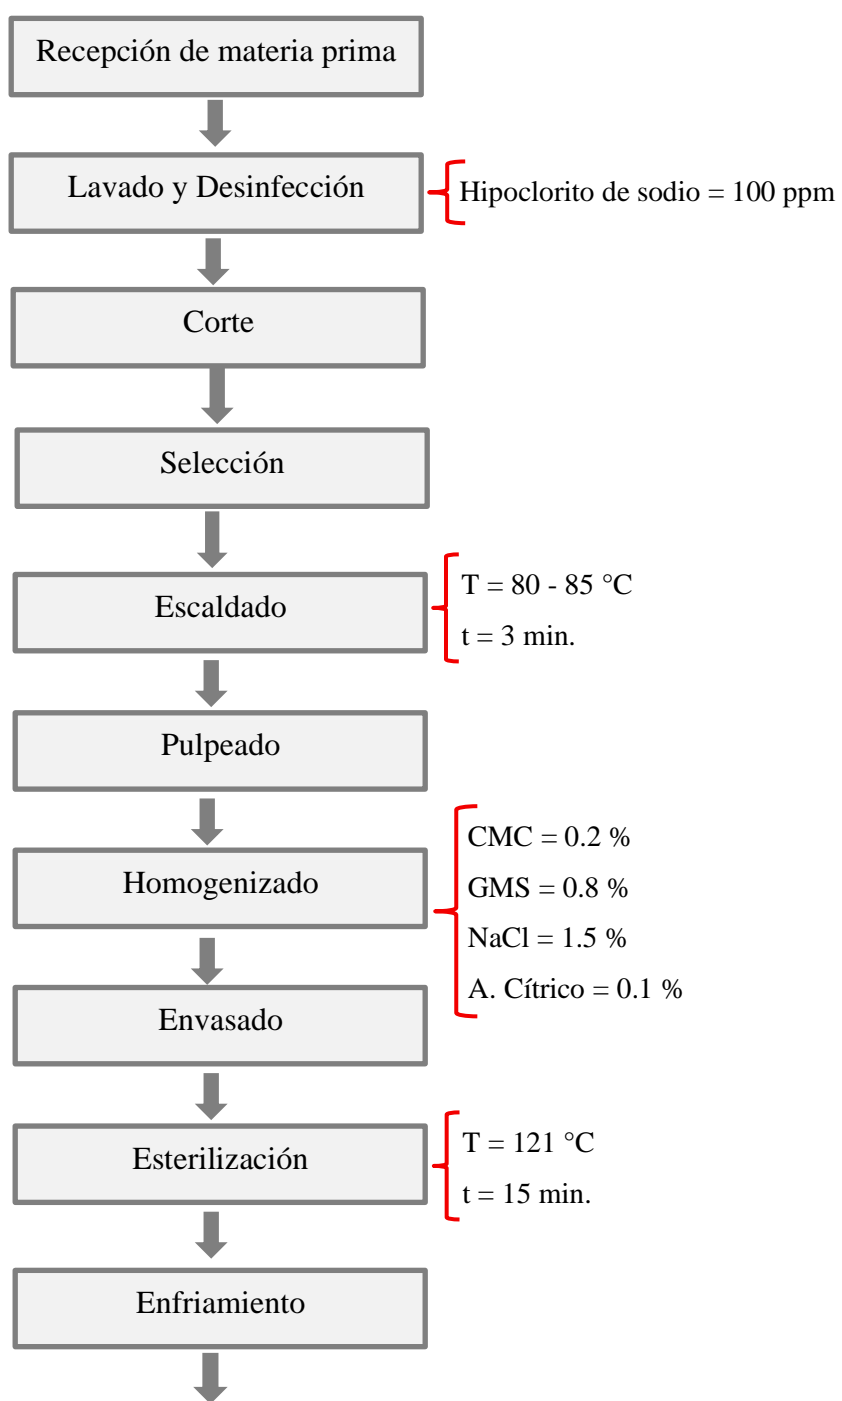 Recepción de materia prima
Lavado y Desinfección
Hipoclorito de sodio = 100 ppm
Corte
Selección
Escaldado
T = 80 - 85 °C
t = 3 min.
Pulpeado
Homogenizado
CMC = 0.2 %
GMS = 0.8 %
NaCl = 1.5 %
A. Cítrico = 0.1 %
Envasado
Esterilización
T = 121 °C
t = 15 min.
Enfriamiento